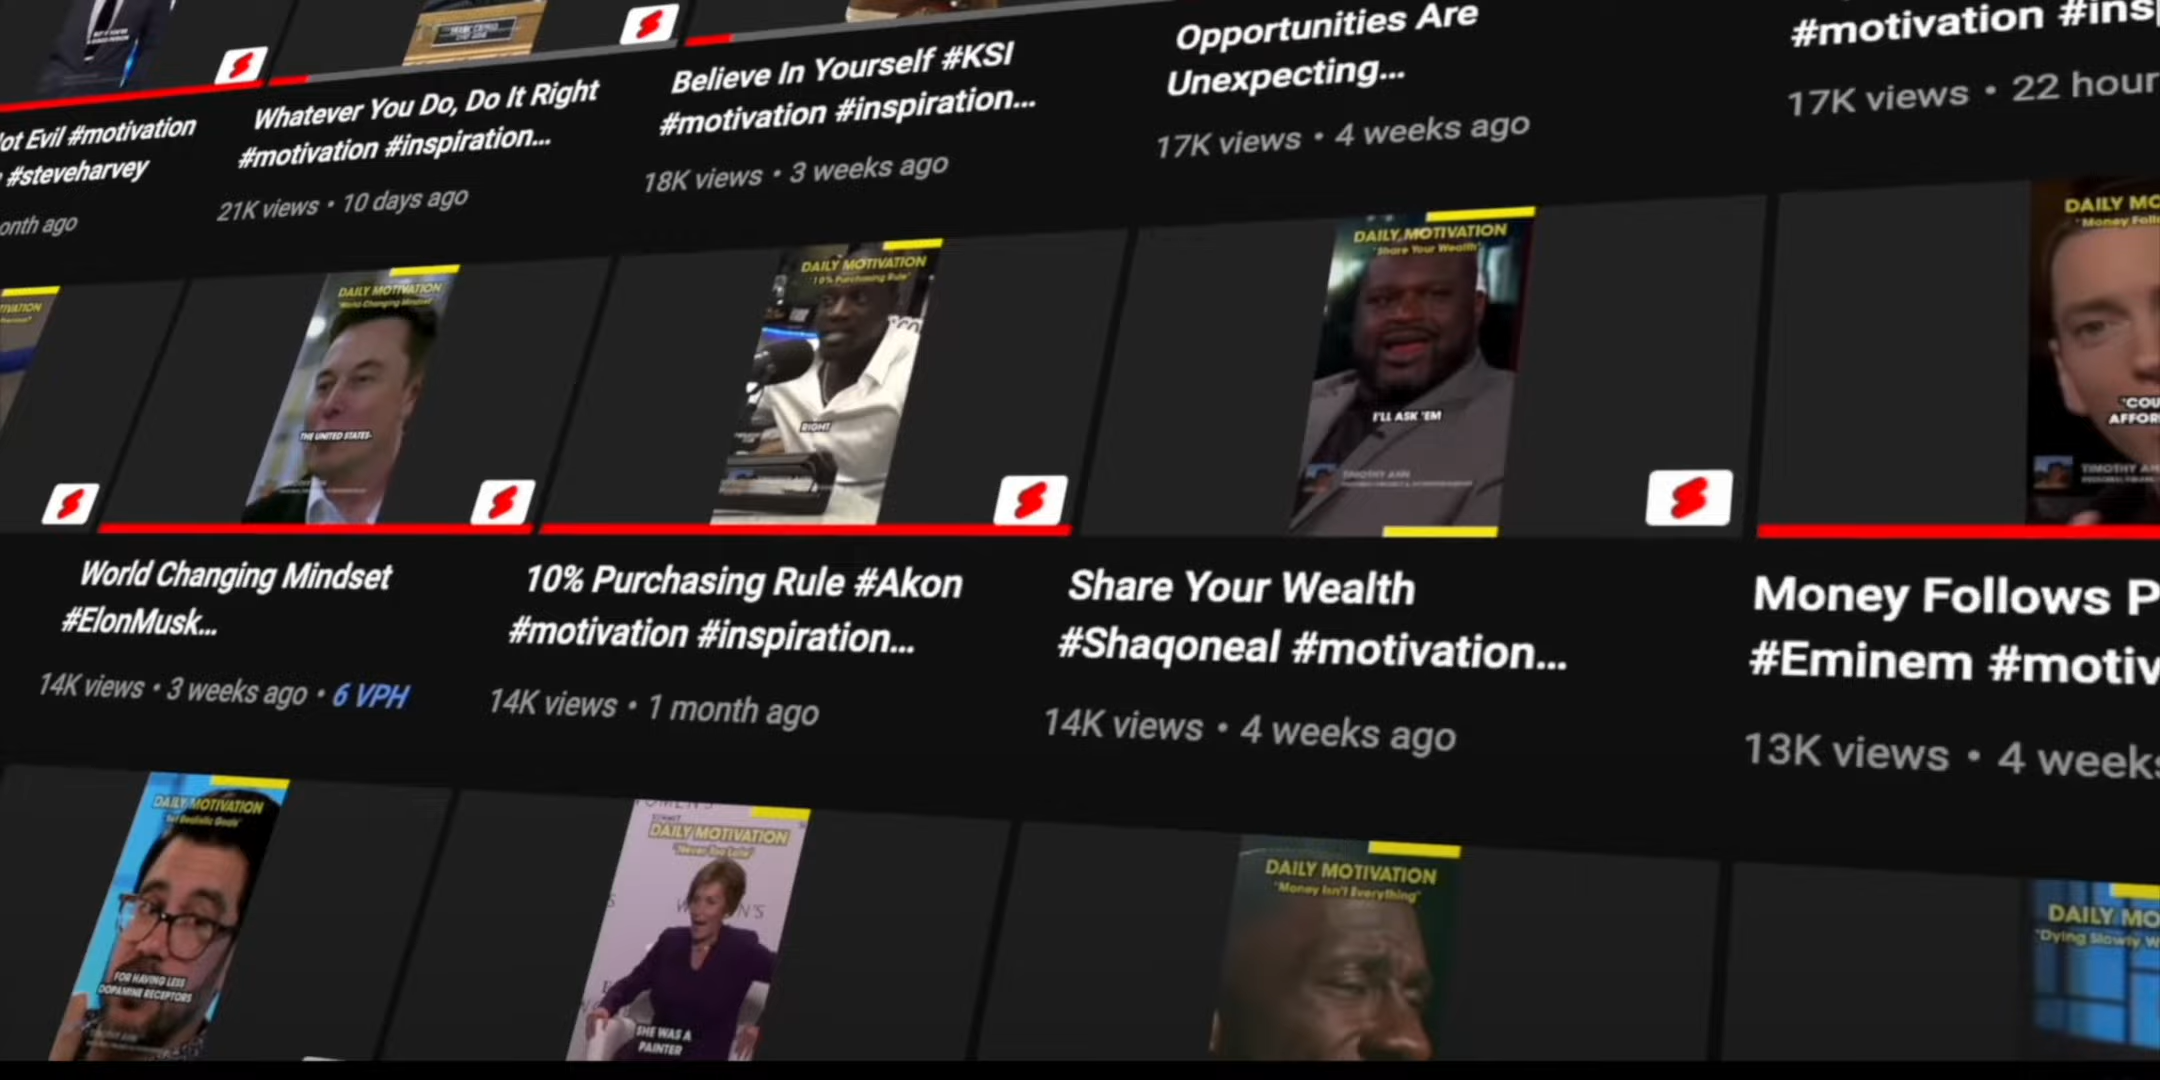 ot Evil #motivation
#steveharvey
onth ago
Whatever You Do, Do It Right
#motivation #inspiration...
21K views • 10 days ago
Believe In Yourself #KSI
#motivation #inspiration...
18K views • 3 weeks ago
Opportunities Are
Unexpecting...
17K views • 4 weeks ago
#motivation #insp
17K views • 22 hour
DAILY MOTIVATION
"World Changing Mindset"
THE UNITED STATES-
World Changing Mindset
#ElonMusk...
14K views • 3 weeks ago • 6 VPH
DAILY MOTIVATION
"10% Purchasing Rule"
RIGHT
10% Purchasing Rule #Akon
#motivation #inspiration...
14K views • 1 month ago
DAILY MOTIVATION
"Share Your Wealth"
I'LL ASK 'EM
TIMOTHY ANN
Share Your Wealth
#Shaqoneal #motivation...
14K views • 4 weeks ago
DAILY MO
"Money Foll
"COU
AFFOR
TIMOTHY AN
Money Follows P
#Eminem #motiv
13K views • 4 weeks
DAILY MOTIVATION
"Set Realistic Goals"
FOR HAVING LESS
DOPAMINE RECEPTORS
DAILY MOTIVATION
"Never Too Late"
SHE WAS A
PAINTER
DAILY MOTIVATION
"Money Isn't Everything"
DAILY MO
"Dying Slowly W